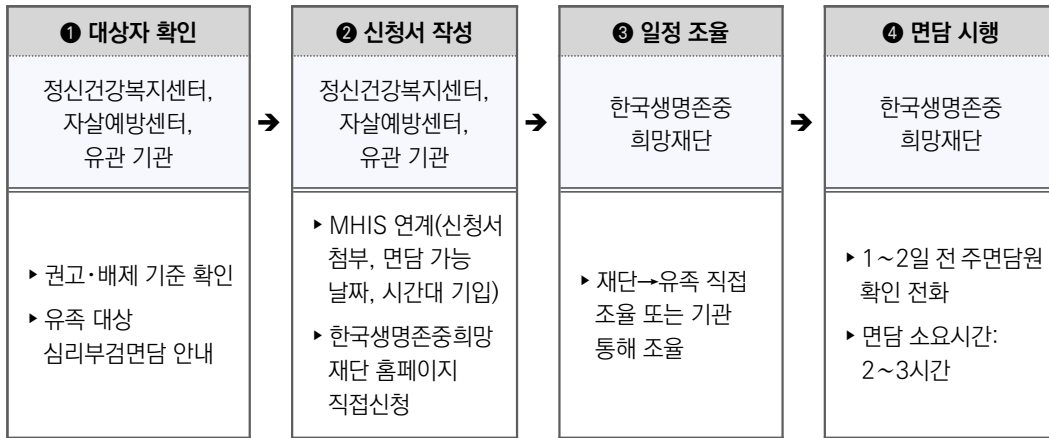 ❶ 대상자 확인
정신건강복지센터,
자살예방센터,
유관 기관
▸ 권고･배제 기준 확인
▸ 유족 대상
심리부검면담 안내
➔
❷ 신청서 작성
정신건강복지센터,
자살예방센터,
유관 기관
▸ MHIS 연계(신청서
첨부, 면담 가능
날짜, 시간대 기입)
▸ 한국생명존중희망
재단 홈페이지
직접신청
➔
❸ 일정 조율
한국생명존중
희망재단
▸ 재단→유족 직접
조율 또는 기관
통해 조율
➔
❹ 면담 시행
한국생명존중
희망재단
▸ 1～2일 전 주면담원
확인 전화
▸ 면담 소요시간:
2～3시간